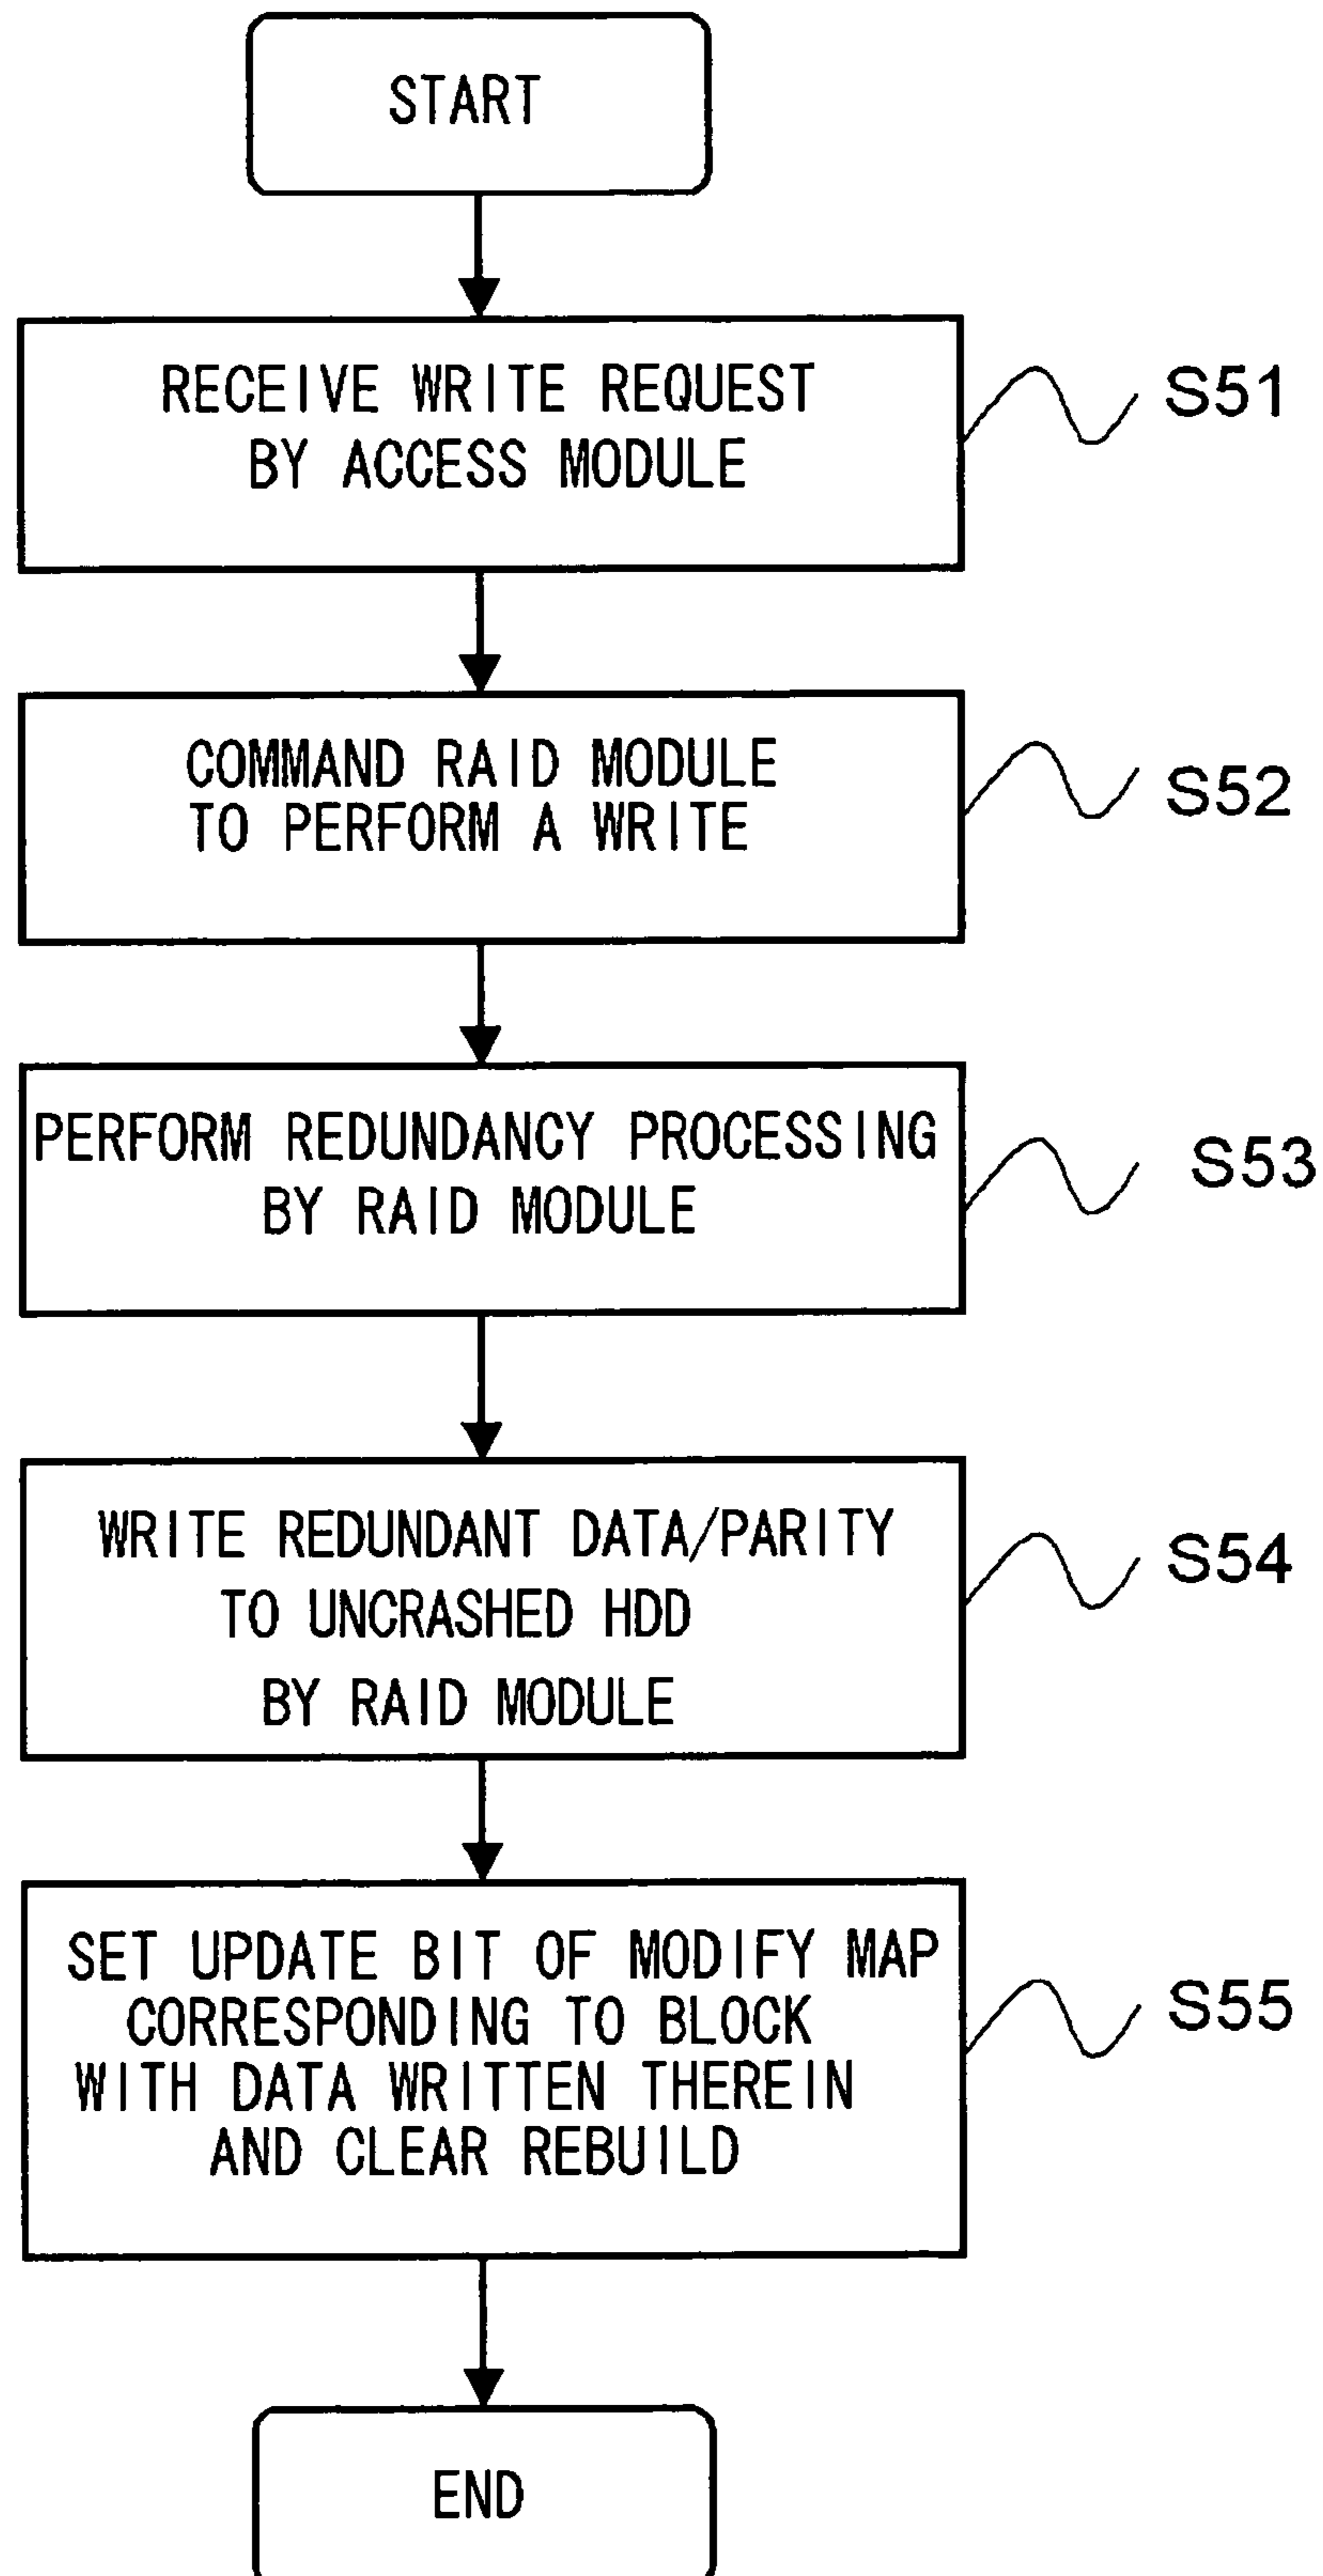 START
RECEIVE WRITE REQUEST
BY ACCESS MODULE
S51
COMMAND RAID MODULE
TO PERFORM A WRITE
S52
PERFORM REDUNDANCY PROCESSING
BY RAID MODULE
S53
WRITE REDUNDANT DATA/PARITY
TO UNCRASHED HDD
BY RAID MODULE
S54
SET UPDATE BIT OF MODIFY MAP
CORRESPONDING TO BLOCK
WITH DATA WRITTEN THEREIN
AND CLEAR REBUILD
S55
END